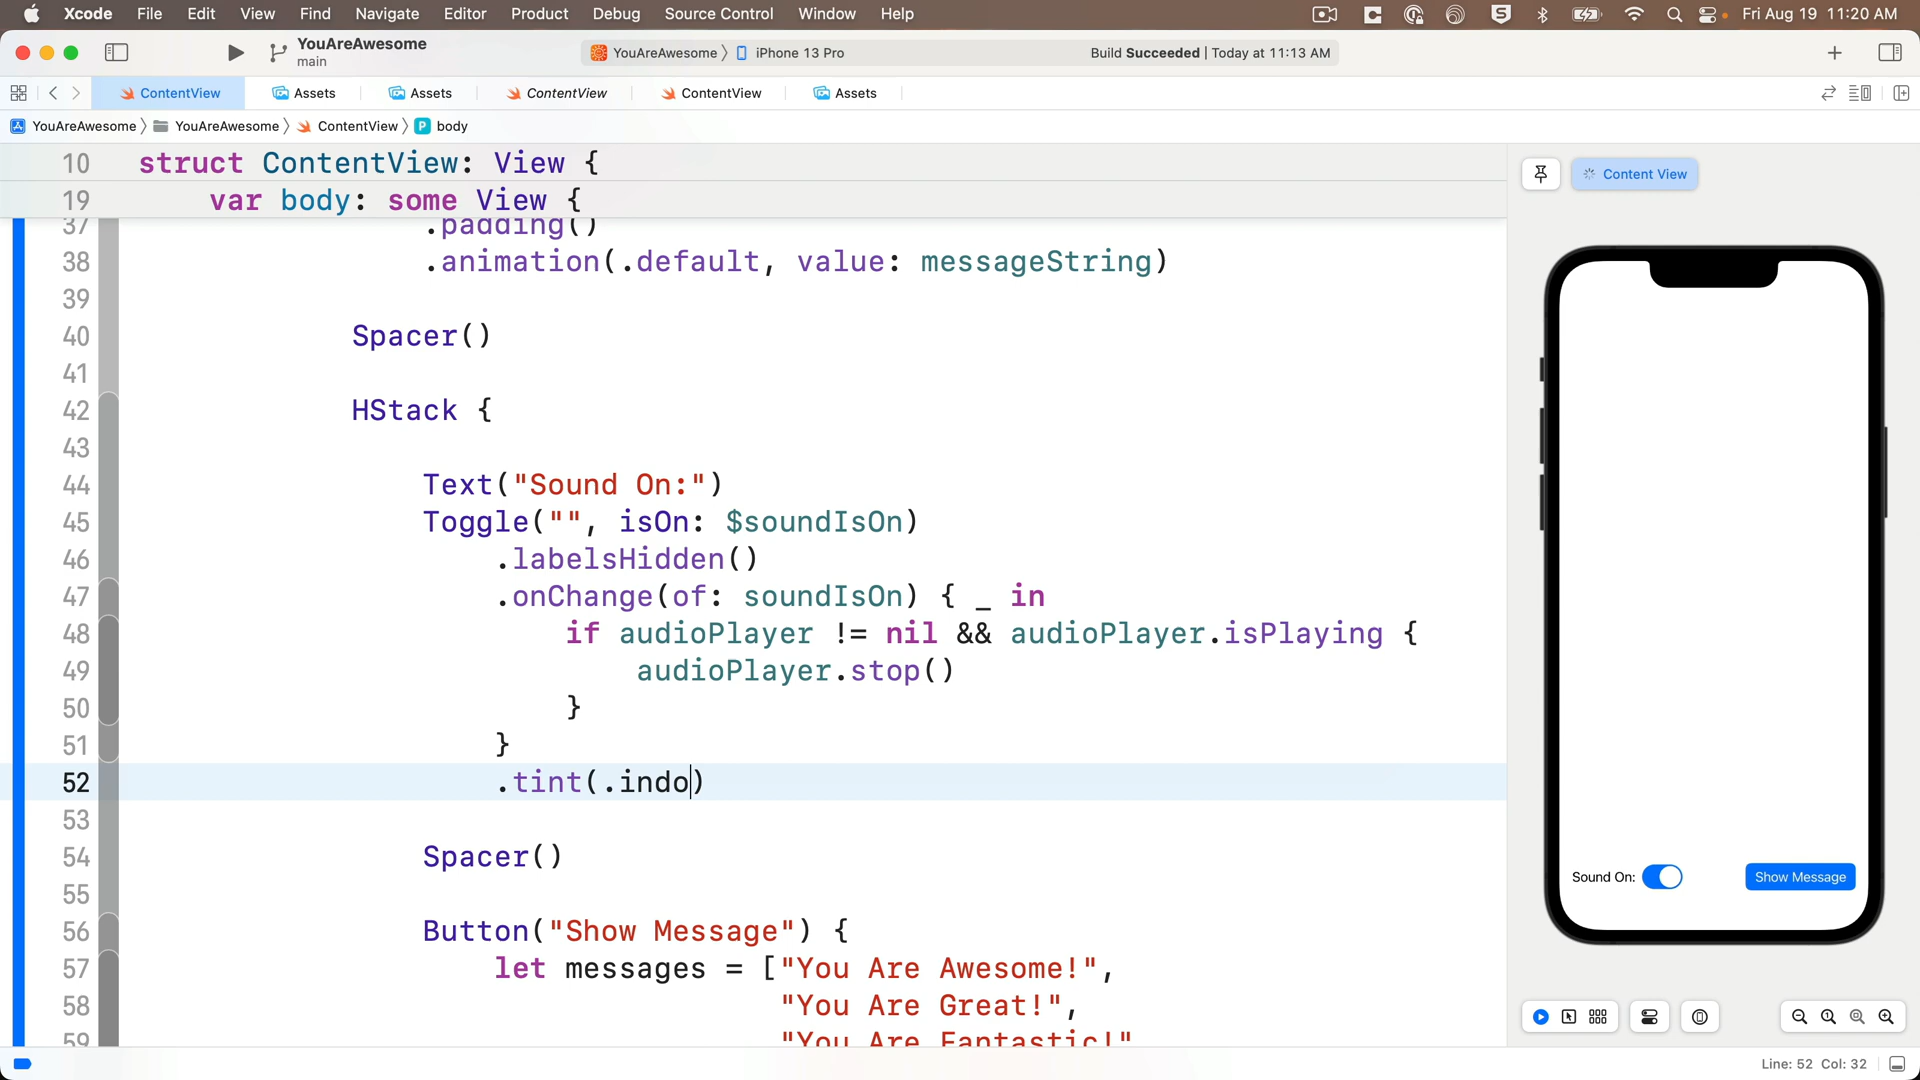 Xcode File Edit View Find Navigate Editor Product Debug Source Control Window Help Fri Aug 19 11:20 AM
YouAreAwesome
main
YouAreAwesome iPhone 13 Pro Build Succeeded | Today at 11:13 AM
ContentView Assets Assets ContentView ContentView Assets
YouAreAwesome YouAreAwesome ContentView P body
10 struct ContentView: View {
19 var body: some View {
37 .padding()
38 .animation(.default, value: messageString)
39
40 Spacer()
41
42 HStack {
43
44 Text("Sound On:")
45 Toggle("", isOn: $soundIsOn)
46 .labelsHidden()
47 .onChange(of: soundIsOn) { _ in
48 if audioPlayer != nil && audioPlayer.isPlaying {
49 audioPlayer.stop()
50 }
51 }
52 .tint(.indo)
53
54 Spacer()
55
56 Button("Show Message") {
57 let messages = ["You Are Awesome!",
58 "You Are Great!",
59 "You Are Fantastic!"
Content View
Sound On: Show Message
Line: 52 Col: 32